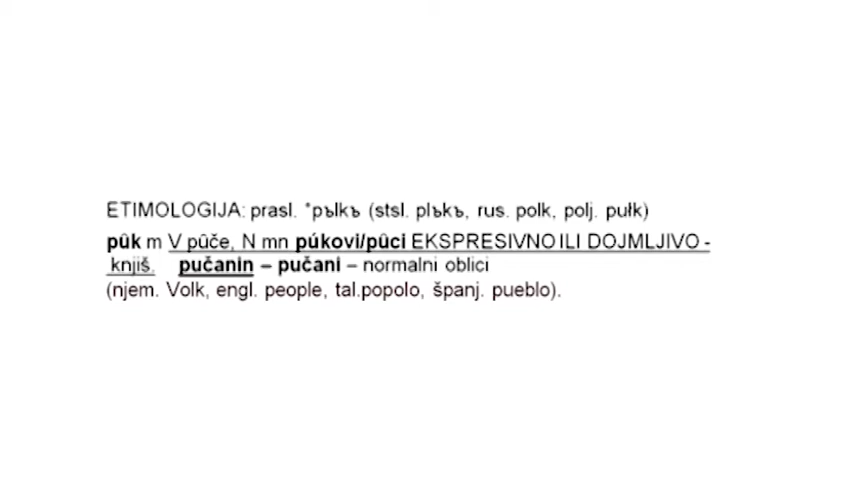 ETIMOLOGIJA: prasl. *pъlkъ (stsl. plъkъ, rus. polk, polj. pułk)
pûk m V pûče, N mn púkovi/pûci EKSPRESIVNO ILI DOJMLJIVO -
knjiš. pučanin – pučani – normalni oblici
(njem. Volk, engl. people, tal.popolo, španj. pueblo).